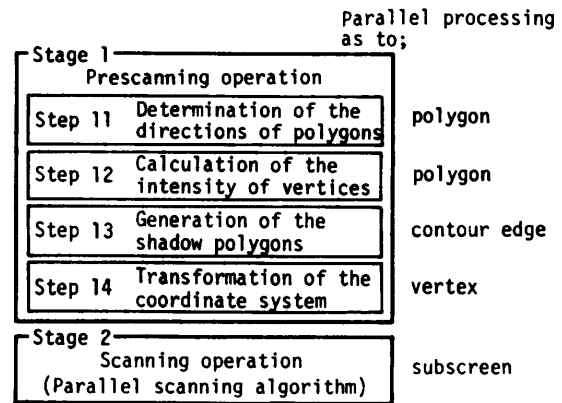 Parallel processing
as to;
Stage 1
Prescanning operation
Step 11 Determination of the
directions of polygons
polygon
Step 12 Calculation of the
intensity of vertices
polygon
Step 13 Generation of the
shadow polygons
contour edge
Step 14 Transformation of the
coordinate system
vertex
Stage 2
Scanning operation
(Parallel scanning algorithm)
subscreen